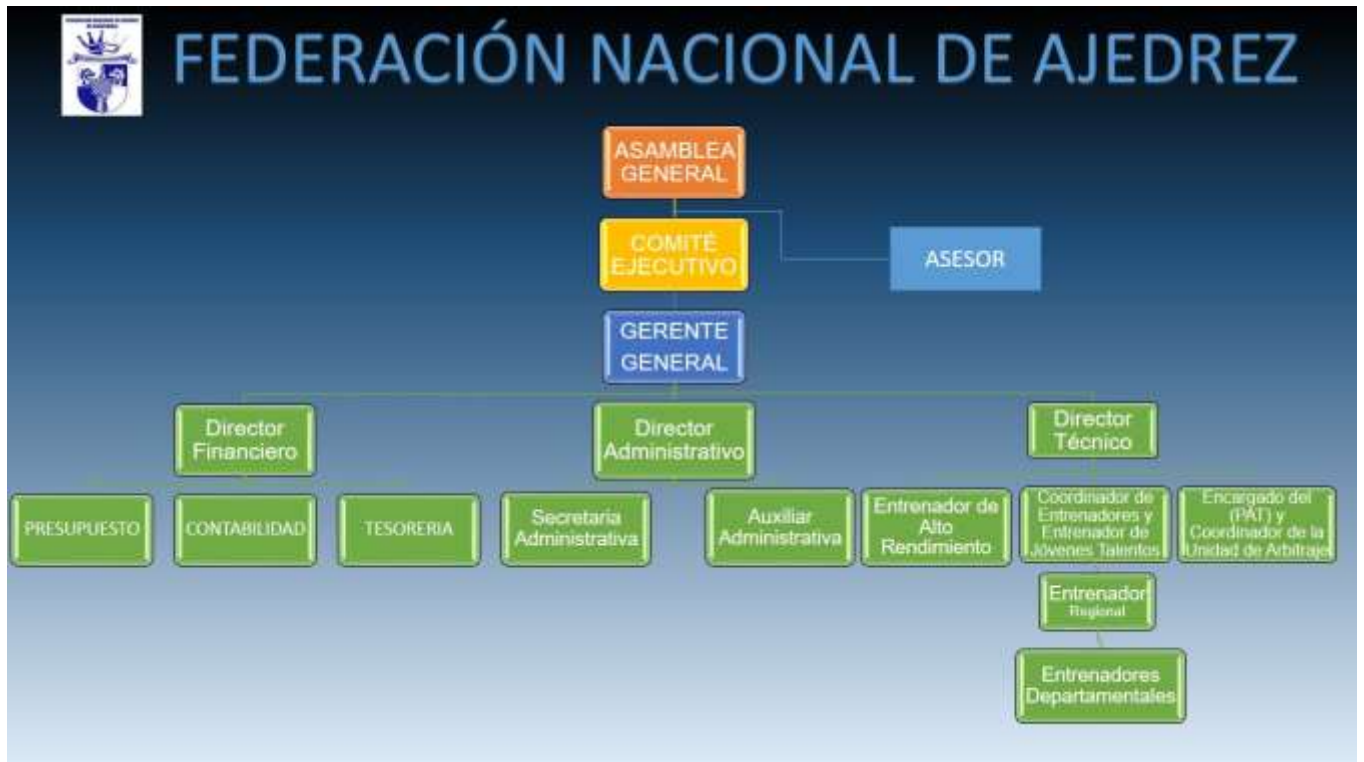 FEDERACIÓN NACIONAL DE AJEDREZ
ASAMBLEA
GENERAL
COMITÉ
EJECUTIVO
ASESOR
GERENTE
GENERAL
Director
Financiero
Director
Administrativo
Director
Técnico
PRESUPUESTO
CONTABILIDAD
TESORERIA
Secretaria
Administrativa
Auxiliar
Administrativa
Entrenador de
Alto
Rendimiento
Coordinador de
Entrenadores y
Entrenador de
Jóvenes Talentos
Encargado del
(PAT) y
Coordinador de la
Unidad de Arbitraje
Entrenador
Regional
Entrenadores
Departamentales